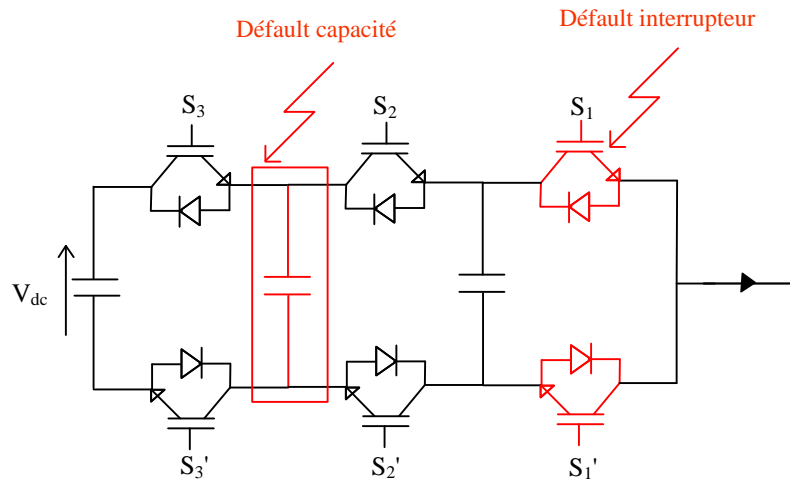 Défault capacité
Défault interrupteur
S3
S2
S1
Vdc
S3'
S2'
S1'